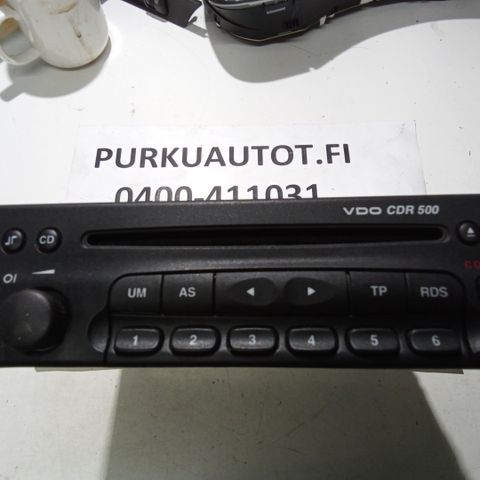 PURKUAUTOT.FI
0400-411031
VDO CDR 500
CD
UM AS TP RDS
1 2 3 4 5 6